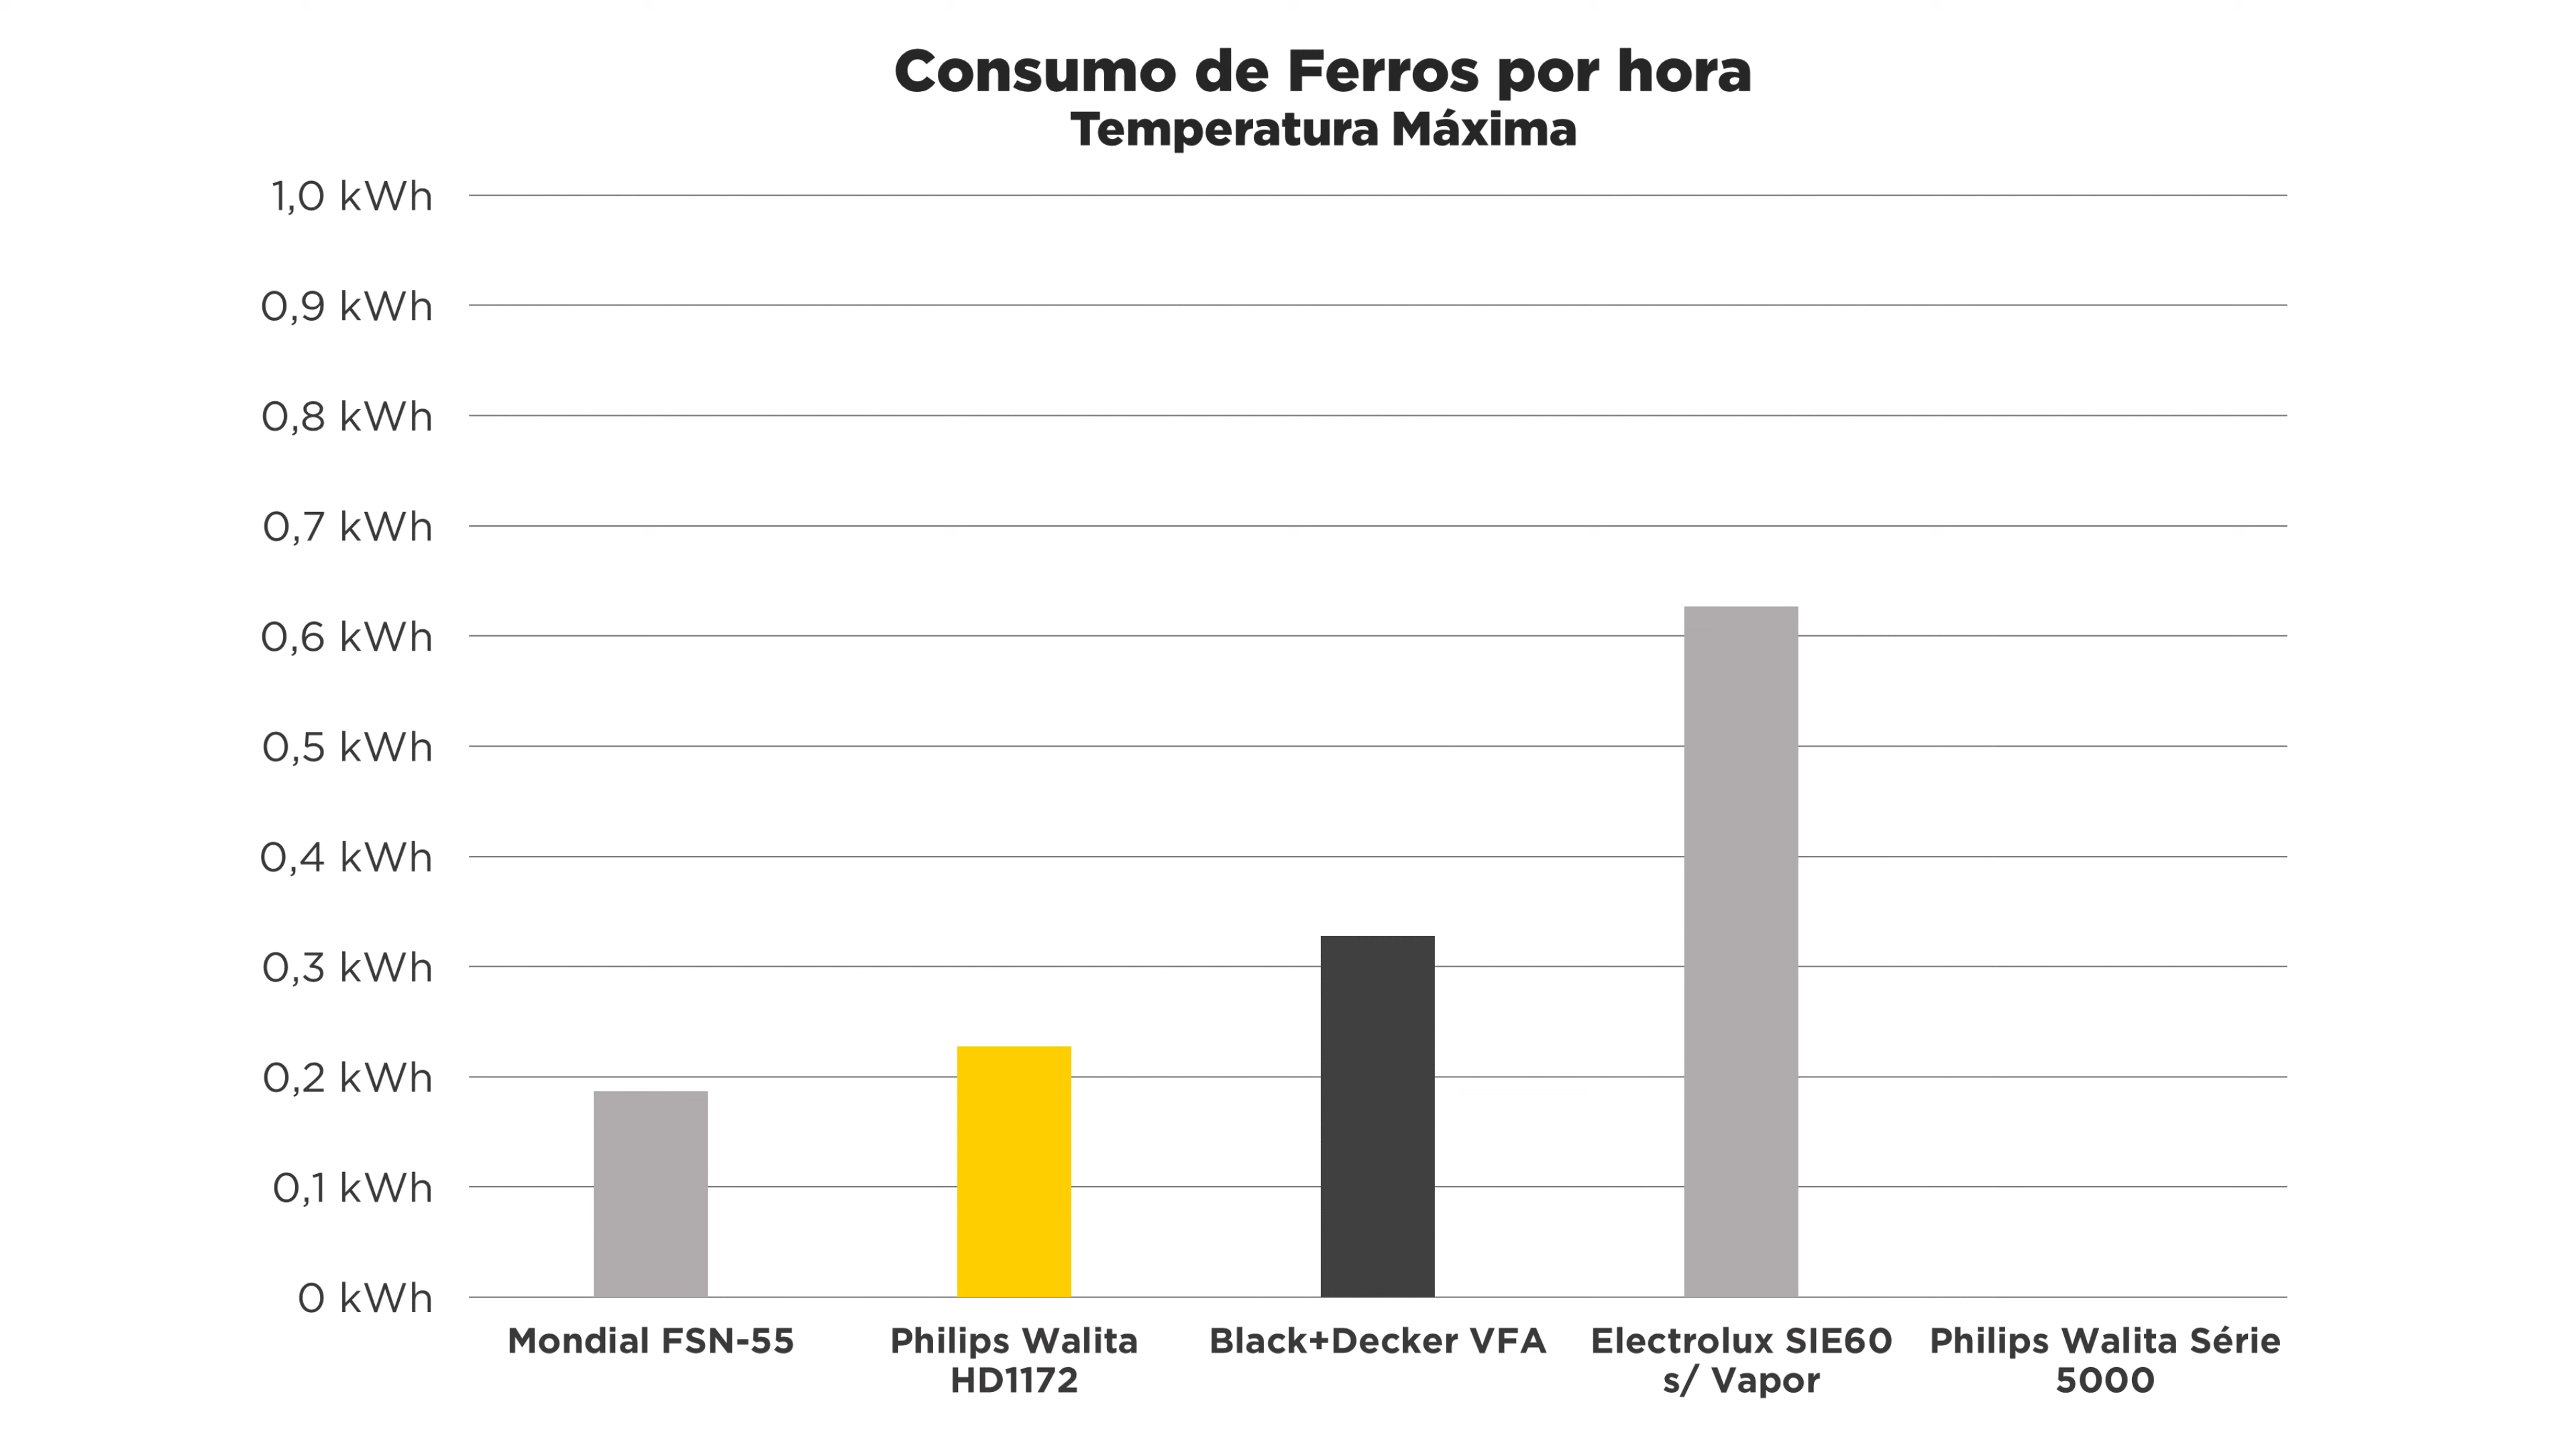 Consumo de Ferros por hora
Temperatura Máxima
1,0 kWh
0,9 kWh
0,8 kWh
0,7 kWh
0,6 kWh
0,5 kWh
0,4 kWh
0,3 kWh
0,2 kWh
0,1 kWh
0 kWh
Mondial FSN-55
Philips Walita
HD1172
Black+Decker VFA
Electrolux SIE60
s/ Vapor
Philips Walita Série
5000